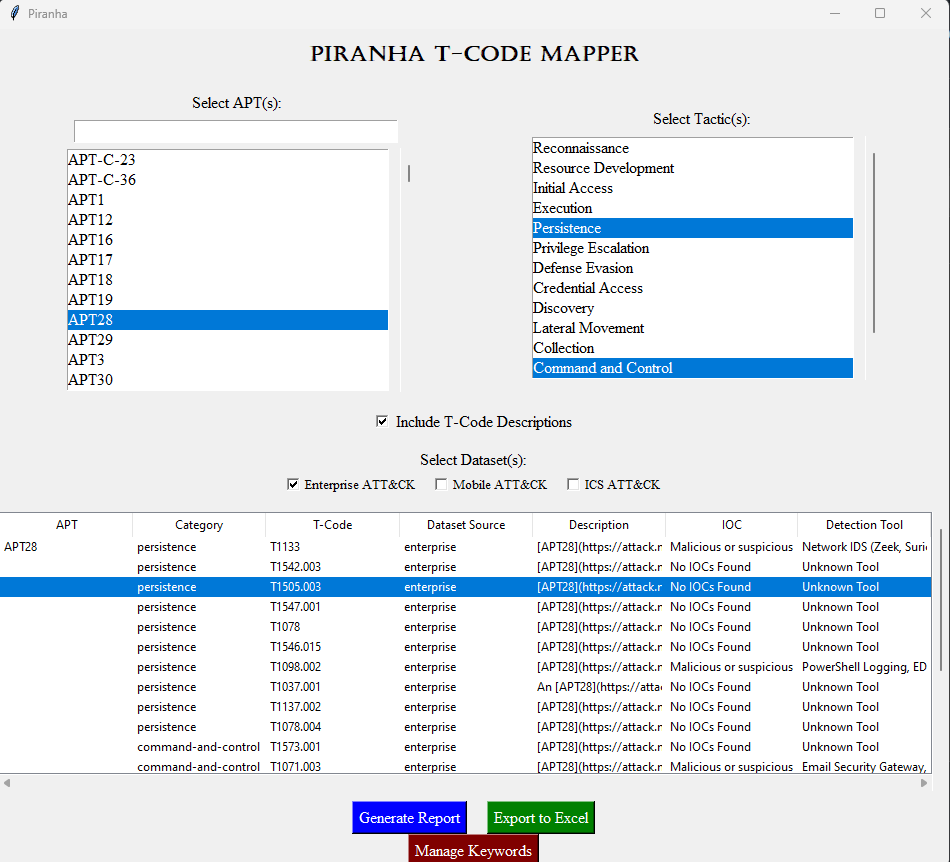 Piranha
PIRANHA T-CODE MAPPER
Select APT(s):
APT-C-23
APT-C-36
APT1
APT12
APT16
APT17
APT18
APT19
APT28
APT29
APT3
APT30
Select Tactic(s):
Reconnaissance
Resource Development
Initial Access
Execution
Persistence
Privilege Escalation
Defense Evasion
Credential Access
Discovery
Lateral Movement
Collection
Command and Control
Include T-Code Descriptions
Select Dataset(s):
Enterprise ATT&CK Mobile ATT&CK ICS ATT&CK
APT Category T-Code Dataset Source Description IOC Detection Tool
APT28 persistence T1133 enterprise [APT28](https://attack.m Malicious or suspicious Network IDS (Zeek, Suric
persistence T1542.003 enterprise [APT28](https://attack.m No IOCs Found Unknown Tool
persistence T1505.003 enterprise [APT28](https://attack.m No IOCs Found Unknown Tool
persistence T1547.001 enterprise [APT28](https://attack.m No IOCs Found Unknown Tool
persistence T1078 enterprise [APT28](https://attack.m No IOCs Found Unknown Tool
persistence T1546.015 enterprise [APT28](https://attack.m No IOCs Found Unknown Tool
persistence T1098.002 enterprise [APT28](https://attack.m Malicious or suspicious PowerShell Logging, ED
persistence T1037.001 enterprise An [APT28](https://atta No IOCs Found Unknown Tool
persistence T1137.002 enterprise [APT28](https://attack.m No IOCs Found Unknown Tool
persistence T1078.004 enterprise [APT28](https://attack.m No IOCs Found Unknown Tool
command-and-control T1573.001 enterprise [APT28](https://attack.m No IOCs Found Unknown Tool
command-and-control T1071.003 enterprise [APT28](https://attack.m Malicious or suspicious Email Security Gateway,
Generate Report Export to Excel
Manage Keywords